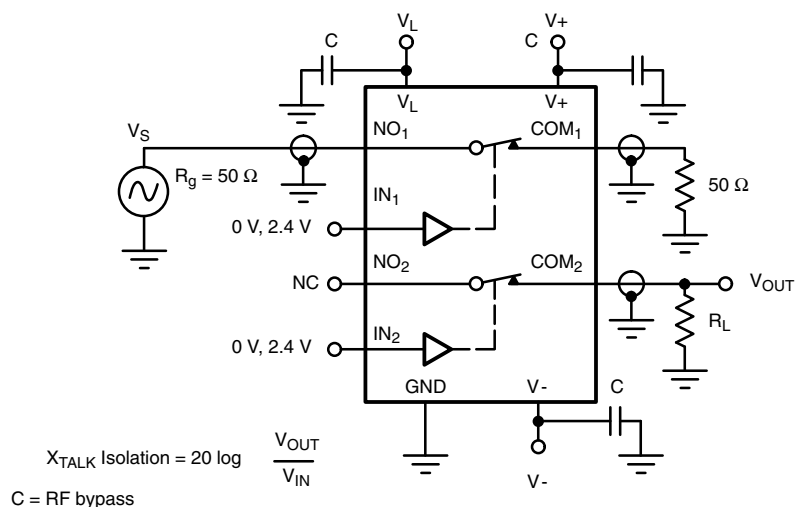 V_L V+
C C
V_L V+
V_S NO_1 COM_1
R_g = 50 Ω 50 Ω
IN_1
0 V, 2.4 V
NO_2 COM_2
NC V_OUT
R_L
IN_2
0 V, 2.4 V
GND V- C
X_TALK Isolation = 20 log V_OUT / V_IN
V-
C = RF bypass